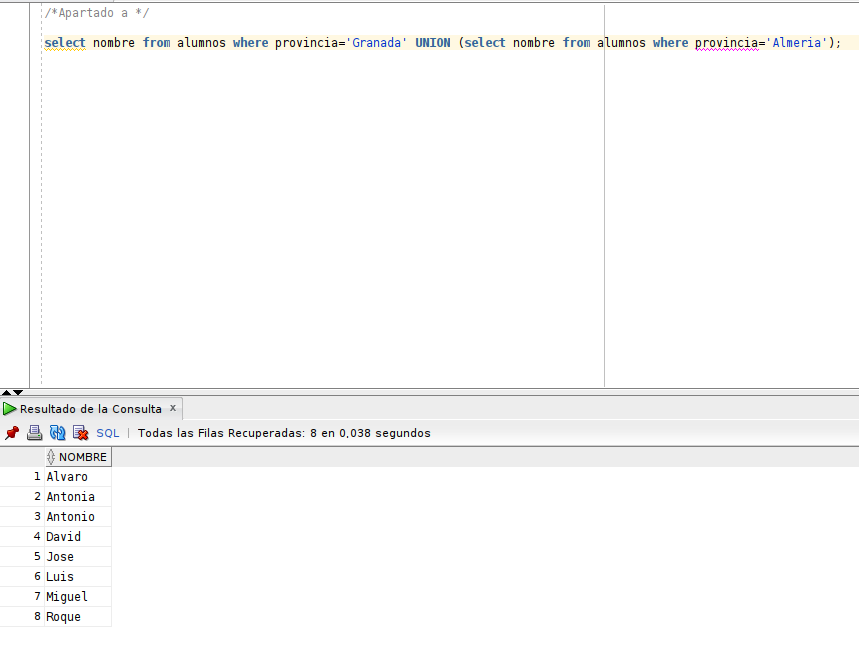 /*Apartado a */
select nombre from alumnos where provincia='Granada' UNION (select nombre from alumnos where provincia='Almeria');
Resultado de la Consulta x
SQL | Todas las Filas Recuperadas: 8 en 0,038 segundos
NOMBRE
1 Alvaro
2 Antonia
3 Antonio
4 David
5 Jose
6 Luis
7 Miguel
8 Roque